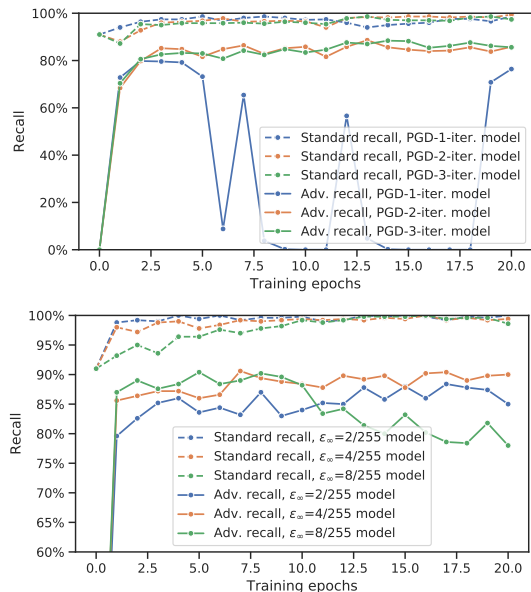 100%
80%
60%
40%
20%
0%
Recall
Standard recall, PGD-1-iter. model
Standard recall, PGD-2-iter. model
Standard recall, PGD-3-iter. model
Adv. recall, PGD-1-iter. model
Adv. recall, PGD-2-iter. model
Adv. recall, PGD-3-iter. model
0.0 2.5 5.0 7.5 10.0 12.5 15.0 17.5 20.0
Training epochs
100%
95%
90%
85%
80%
75%
70%
65%
60%
Recall
Standard recall, ε∞=2/255 model
Standard recall, ε∞=4/255 model
Standard recall, ε∞=8/255 model
Adv. recall, ε∞=2/255 model
Adv. recall, ε∞=4/255 model
Adv. recall, ε∞=8/255 model
0.0 2.5 5.0 7.5 10.0 12.5 15.0 17.5 20.0
Training epochs